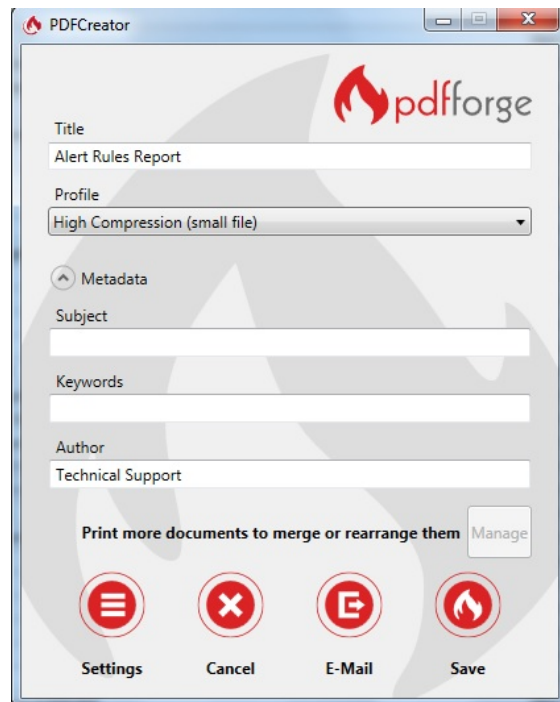 PDFCreator
pdfforge
Title
Alert Rules Report
Profile
High Compression (small file)
Metadata
Subject
Keywords
Author
Technical Support
Print more documents to merge or rearrange them Manage
Settings Cancel E-Mail Save